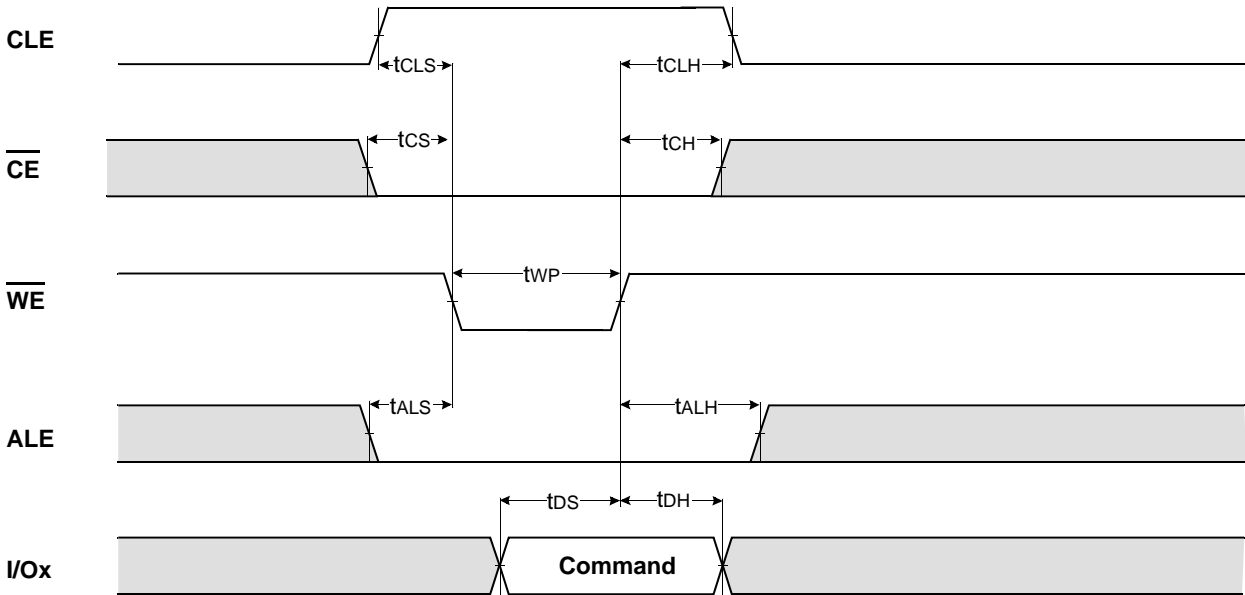 CLE
tCLS
tCLH
CE
tCS
tCH
WE
tWP
ALE
tALS
tALH
I/Ox
tDS
tDH
Command